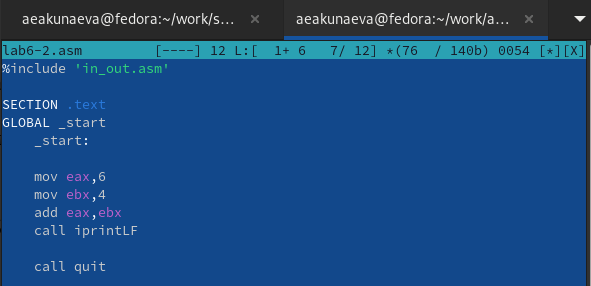 aeakunaeva@fedora:~/work/s... × aeakunaeva@fedora:~/work/a... ×
lab6-2.asm [----] 12 L:[ 1+ 6 7/ 12] *(76 / 140b) 0054 [*][X]
%include 'in_out.asm'
SECTION .text
GLOBAL _start
_start:
mov eax,6
mov ebx,4
add eax,ebx
call iprintLF
call quit